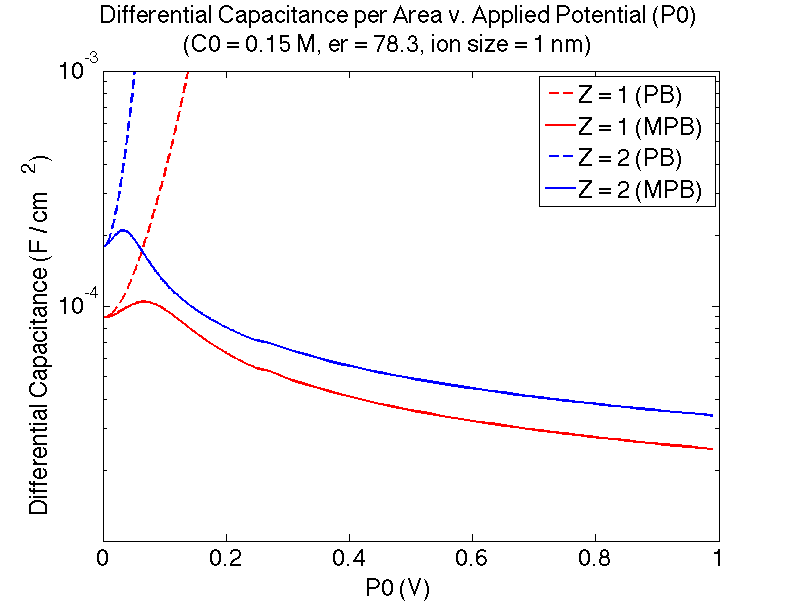 Differential Capacitance per Area v. Applied Potential (P0)
(C0 = 0.15 M, er = 78.3, ion size = 1 nm)
10^-3
10^-4
Differential Capacitance (F / cm^2)
Z = 1 (PB)
Z = 1 (MPB)
Z = 2 (PB)
Z = 2 (MPB)
0 0.2 0.4 0.6 0.8 1
P0 (V)